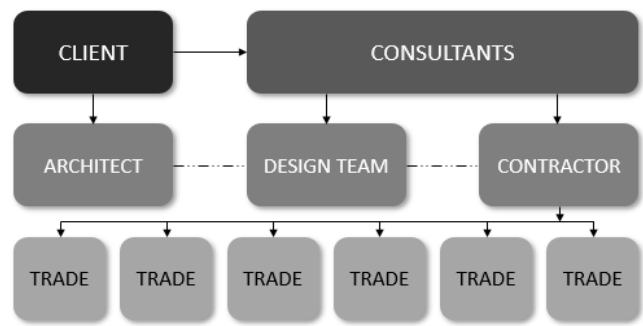 CLIENT
CONSULTANTS
ARCHITECT
DESIGN TEAM
CONTRACTOR
TRADE
TRADE
TRADE
TRADE
TRADE
TRADE